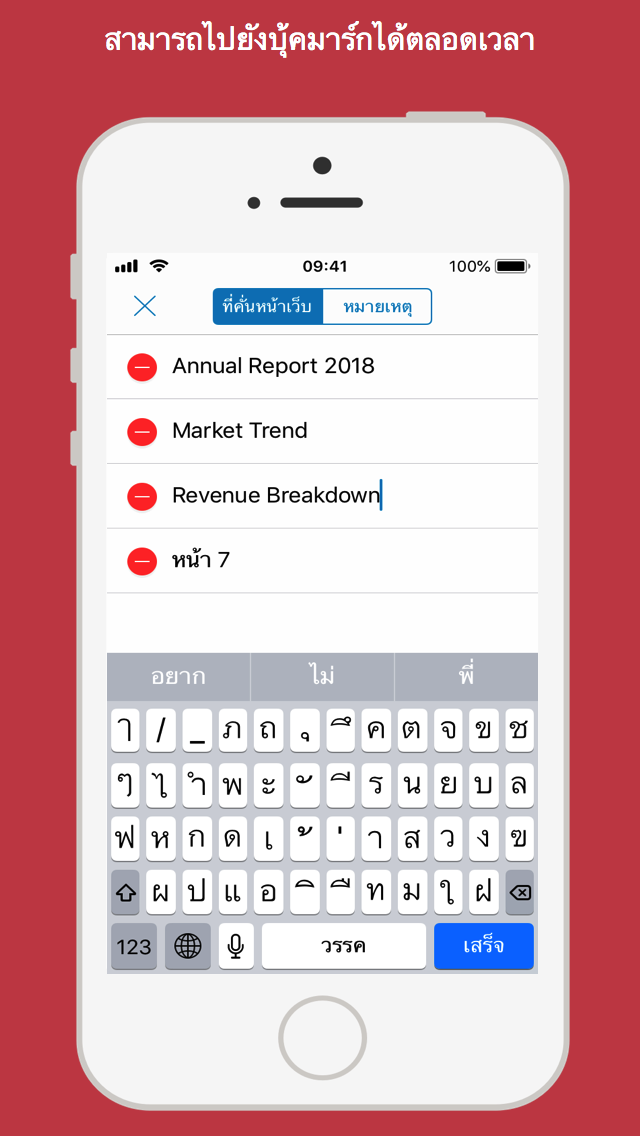 สามารถไปยังบุ้คมาร์กได้ตลอดเวลา
09:41 100%
ที่คั่นหน้าเว็บ หมายเหตุ
Annual Report 2018
Market Trend
Revenue Breakdown
หน้า 7
อยาก ไม่ พี่
ๅ / _ ภ ถ ุ ึ ค ต จ ข ช
ๆ ไ ำ พ ะ ั ี ร น ย บ ล
ฟ ห ก ด เ ้ ่ า ส ว ง ฃ
ผ ป แ อ ิ ื ท ม ใ ฝ
123 วรรค เสร็จ